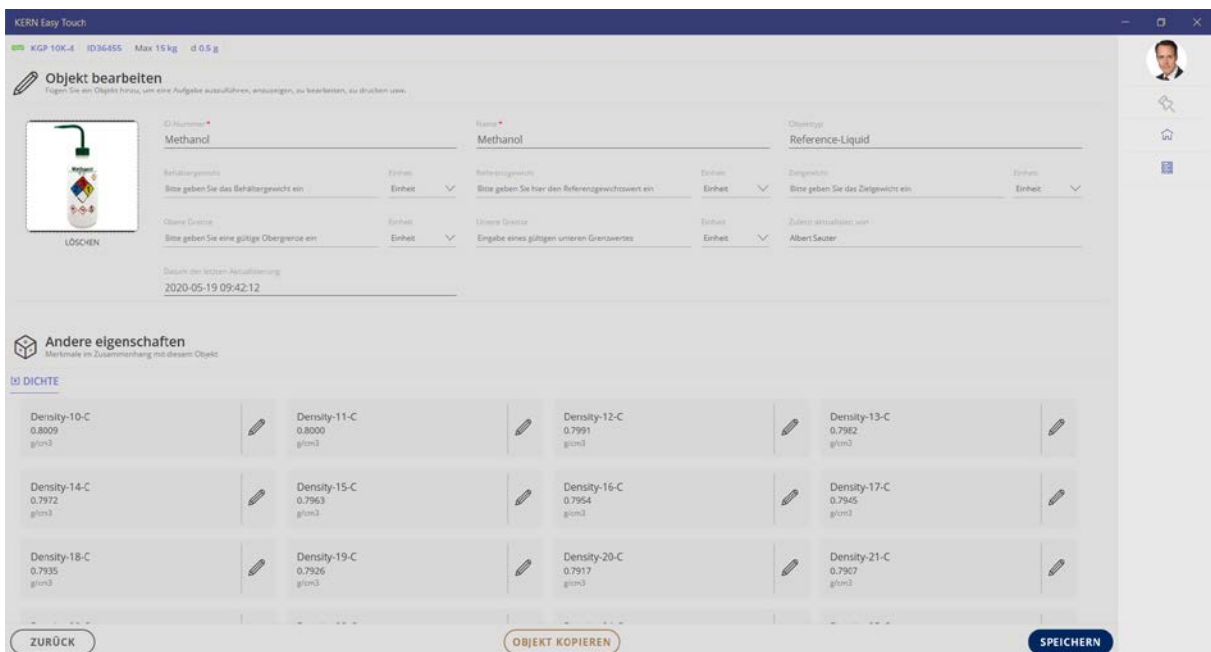 KERN Easy Touch
KGP 10K-4 ID36455 Max 15 kg d 0.5 g
Objekt bearbeiten
Fügen Sie ein Objekt hinzu, um eine Aufgabe auszuführen, anzuzeigen, zu bearbeiten, zu drucken usw.
ID-Nummer* Name* Objekttyp
Methanol Methanol Reference-Liquid
Behältergewicht Einheit Referenzgewicht Einheit Zielgewicht Einheit
Bitte geben Sie das Behältergewicht ein Einheit Bitte geben Sie hier den Referenzgewichtswert ein Einheit Bitte geben Sie das Zielgewicht ein Einheit
Obere Grenze Einheit Untere Grenze Einheit Zuletzt aktualisiert von
Bitte geben Sie eine gültige Obergrenze ein Einheit Eingabe eines gültigen unteren Grenzwertes Einheit Albert Sauter
Methanol
LÖSCHEN
Datum der letzten Aktualisierung
2020-05-19 09:42:12
Andere eigenschaften
Merkmale im Zusammenhang mit diesem Objekt
DICHTE
Density-10-C Density-11-C Density-12-C Density-13-C
0.8009 0.8000 0.7991 0.7982
g/cm3 g/cm3 g/cm3 g/cm3
Density-14-C Density-15-C Density-16-C Density-17-C
0.7972 0.7963 0.7954 0.7945
g/cm3 g/cm3 g/cm3 g/cm3
Density-18-C Density-19-C Density-20-C Density-21-C
0.7935 0.7926 0.7917 0.7907
g/cm3 g/cm3 g/cm3 g/cm3
ZURÜCK OBJEKT KOPIEREN SPEICHERN